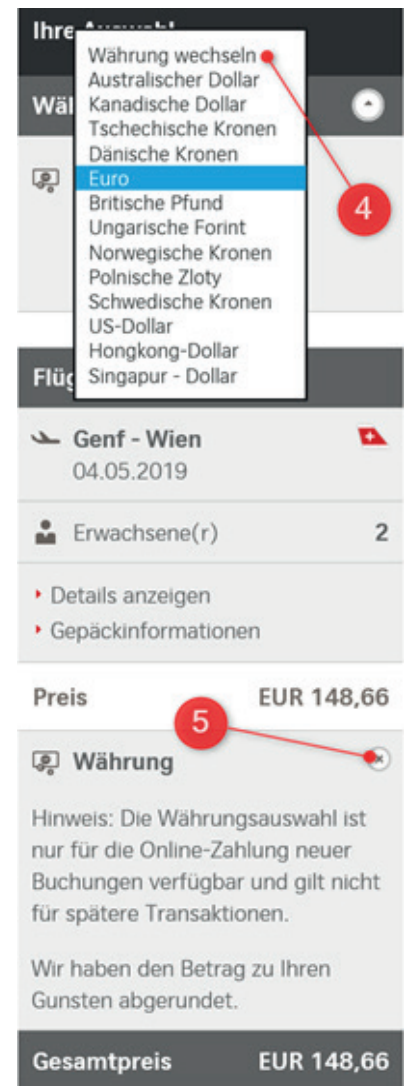 Ihre
Währung wechseln
Australischer Dollar
Kanadische Dollar
Tschechische Kronen
Dänische Kronen
Euro
Britische Pfund
Ungarische Forint
Norwegische Kronen
Polnische Zloty
Schwedische Kronen
US-Dollar
Hongkong-Dollar
Singapur - Dollar
4
Genf - Wien
04.05.2019
Erwachsene(r) 2
Details anzeigen
Gepäckinformationen
Preis EUR 148,66
5
Währung
Hinweis: Die Währungsauswahl ist
nur für die Online-Zahlung neuer
Buchungen verfügbar und gilt nicht
für spätere Transaktionen.
Wir haben den Betrag zu Ihren
Gunsten abgerundet.
Gesamtpreis EUR 148,66